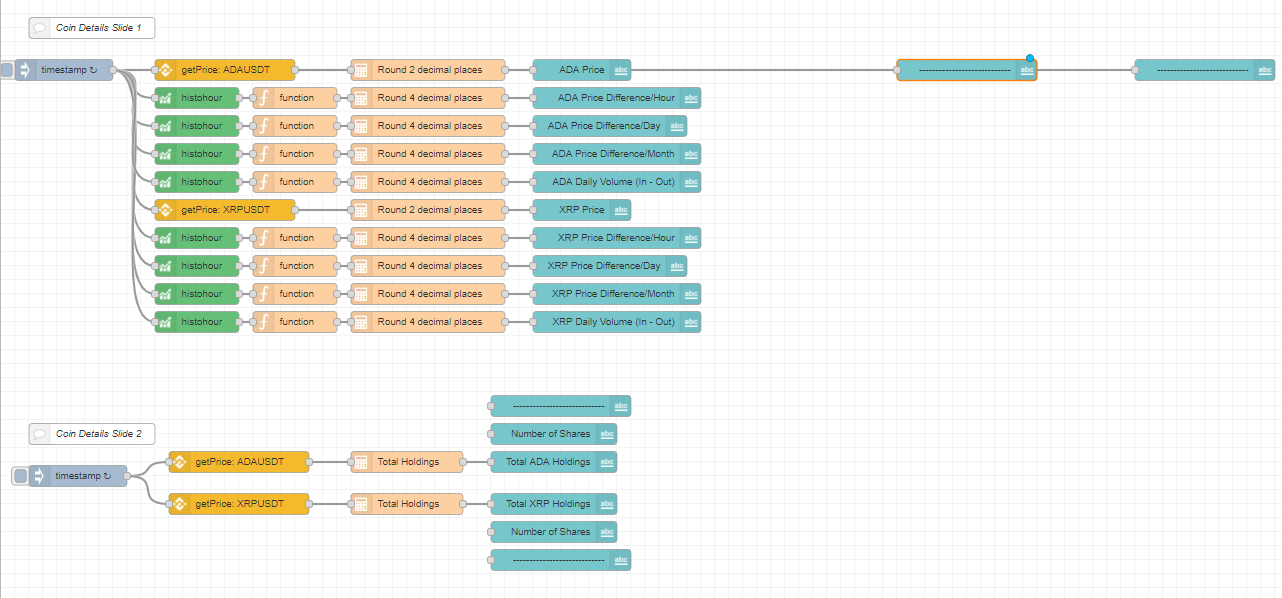 Coin Details Slide 1
timestamp ↻ getPrice: ADAUSDT Round 2 decimal places ADA Price abc ---------------------------- abc ---------------------------- abc
histohour function Round 4 decimal places ADA Price Difference/Hour abc
histohour function Round 4 decimal places ADA Price Difference/Day abc
histohour function Round 4 decimal places ADA Price Difference/Month abc
histohour function Round 4 decimal places ADA Daily Volume (In - Out) abc
getPrice: XRPUSDT Round 2 decimal places XRP Price abc
histohour function Round 4 decimal places XRP Price Difference/Hour abc
histohour function Round 4 decimal places XRP Price Difference/Day abc
histohour function Round 4 decimal places XRP Price Difference/Month abc
histohour function Round 4 decimal places XRP Daily Volume (In - Out) abc
---------------------------- abc
Coin Details Slide 2
Number of Shares abc
getPrice: ADAUSDT Total Holdings Total ADA Holdings abc
timestamp ↻
getPrice: XRPUSDT Total Holdings Total XRP Holdings abc
Number of Shares abc
---------------------------- abc